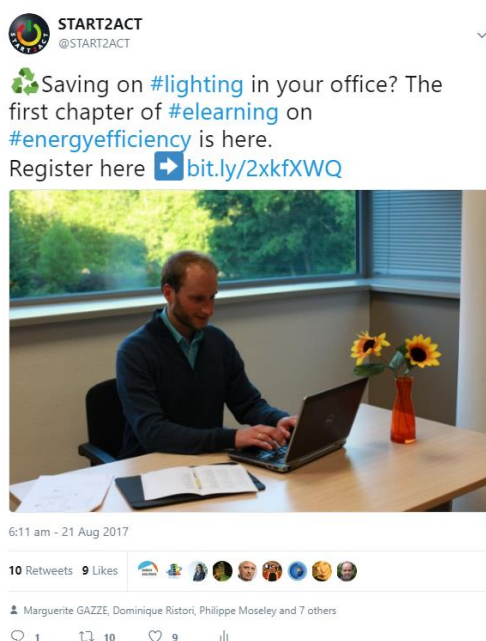 START2ACT
@START2ACT
♻Saving on #lighting in your office? The
first chapter of #elearning on
#energyefficiency is here.
Register here ➡bit.ly/2xkfXWQ
6:11 am - 21 Aug 2017
10 Retweets 9 Likes
Marguerite GAZZE, Dominique Ristori, Philippe Moseley and 7 others
1 10 9